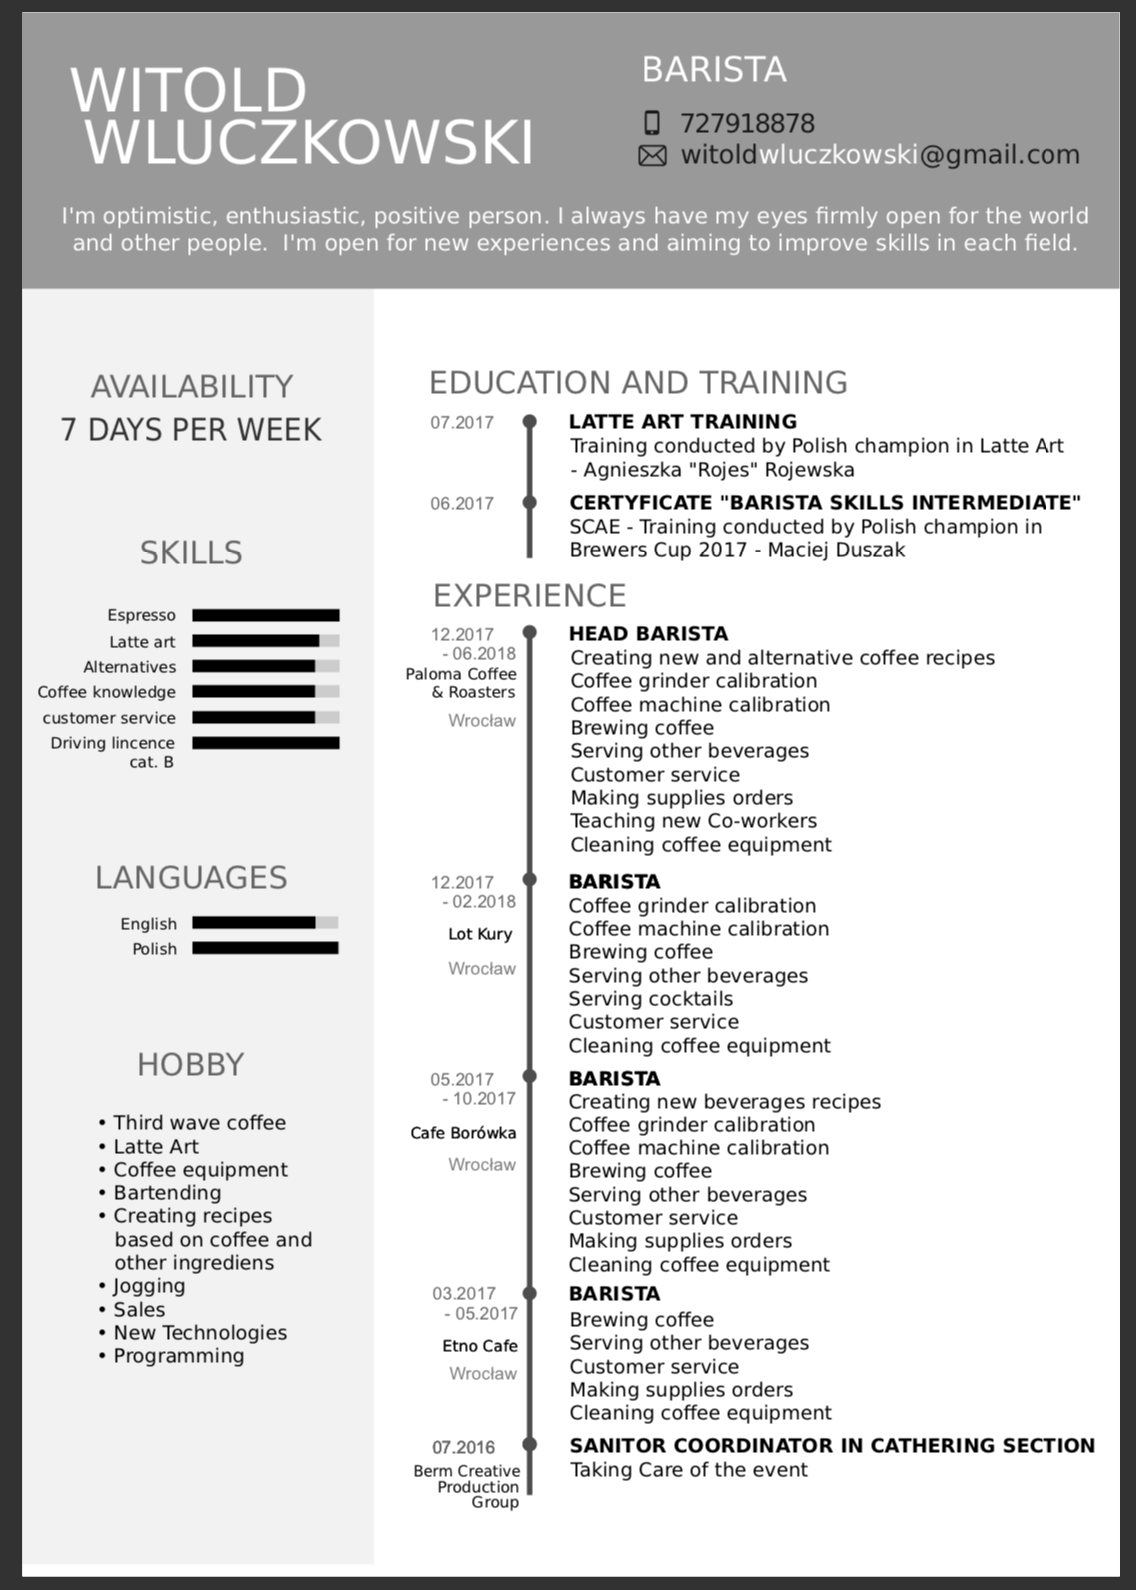 WITOLD
WLUCZKOWSKI
BARISTA
727918878
witoldwluczkowski@gmail.com
I'm optimistic, enthusiastic, positive person. I always have my eyes firmly open for the world
and other people.  I'm open for new experiences and aiming to improve skills in each field.
AVAILABILITY
7 DAYS PER WEEK
SKILLS
Espresso
Latte art
Alternatives
Coffee knowledge
customer service
Driving lincence
cat. B
LANGUAGES
English
Polish
HOBBY
• Third wave coffee
• Latte Art
• Coffee equipment
• Bartending
• Creating recipes
based on coffee and
other ingrediens
• Jogging
• Sales
• New Technologies
• Programming
EDUCATION AND TRAINING
07.2017
LATTE ART TRAINING
Training conducted by Polish champion in Latte Art
- Agnieszka "Rojes" Rojewska
06.2017
CERTYFICATE "BARISTA SKILLS INTERMEDIATE"
SCAE - Training conducted by Polish champion in
Brewers Cup 2017 - Maciej Duszak
EXPERIENCE
12.2017
- 06.2018
Paloma Coffee
& Roasters
Wrocław
HEAD BARISTA
Creating new and alternative coffee recipes
Coffee grinder calibration
Coffee machine calibration
Brewing coffee
Serving other beverages
Customer service
Making supplies orders
Teaching new Co-workers
Cleaning coffee equipment
12.2017
- 02.2018
Lot Kury
Wrocław
BARISTA
Coffee grinder calibration
Coffee machine calibration
Brewing coffee
Serving other beverages
Serving cocktails
Customer service
Cleaning coffee equipment
05.2017
- 10.2017
Cafe Borówka
Wrocław
BARISTA
Creating new beverages recipes
Coffee grinder calibration
Coffee machine calibration
Brewing coffee
Serving other beverages
Customer service
Making supplies orders
Cleaning coffee equipment
03.2017
- 05.2017
Etno Cafe
Wrocław
BARISTA
Brewing coffee
Serving other beverages
Customer service
Making supplies orders
Cleaning coffee equipment
07.2016
Berm Creative
Production
Group
SANITOR COORDINATOR IN CATHERING SECTION
Taking Care of the event